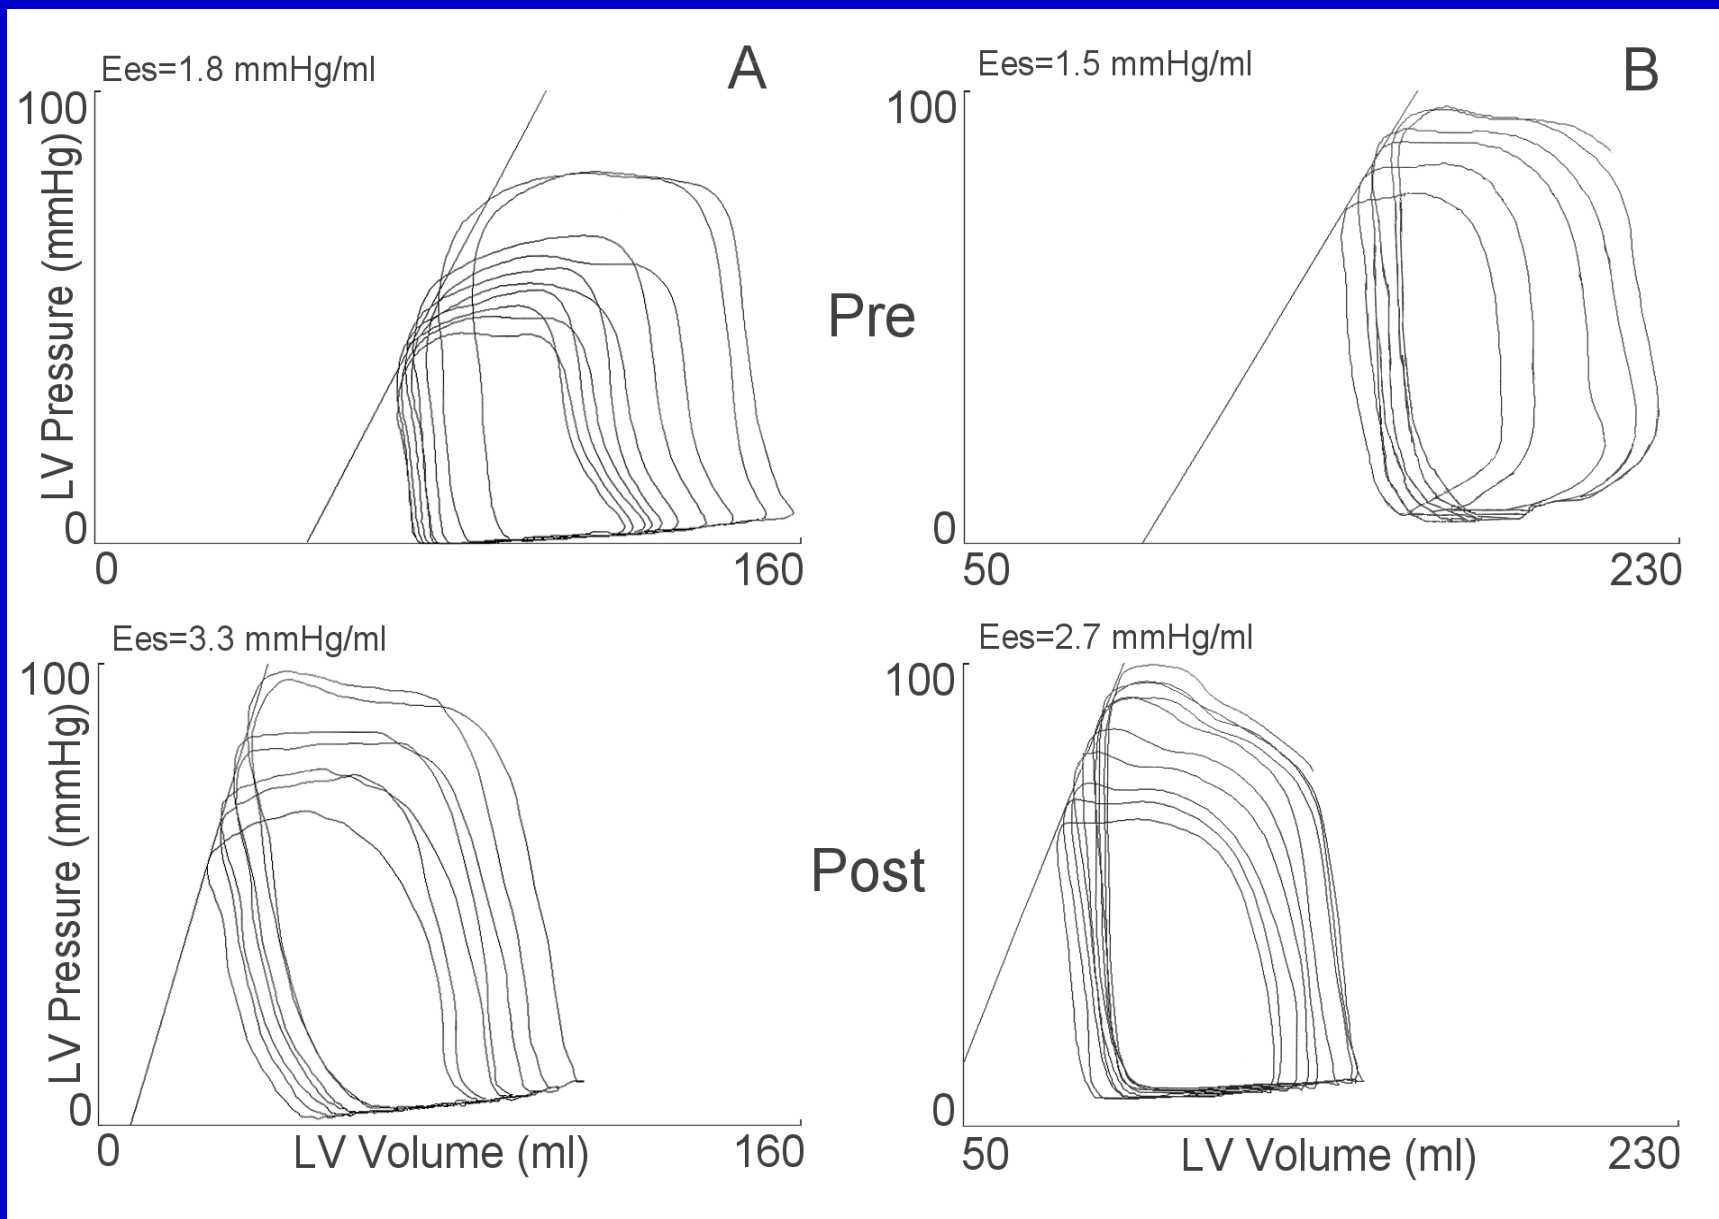 Ees=1.8 mmHg/ml
A
100
LV Pressure (mmHg)
0
0
160
Ees=1.5 mmHg/ml
B
100
0
50
230
Pre
Ees=3.3 mmHg/ml
100
LV Pressure (mmHg)
0
0
LV Volume (ml)
160
Ees=2.7 mmHg/ml
100
0
50
LV Volume (ml)
230
Post